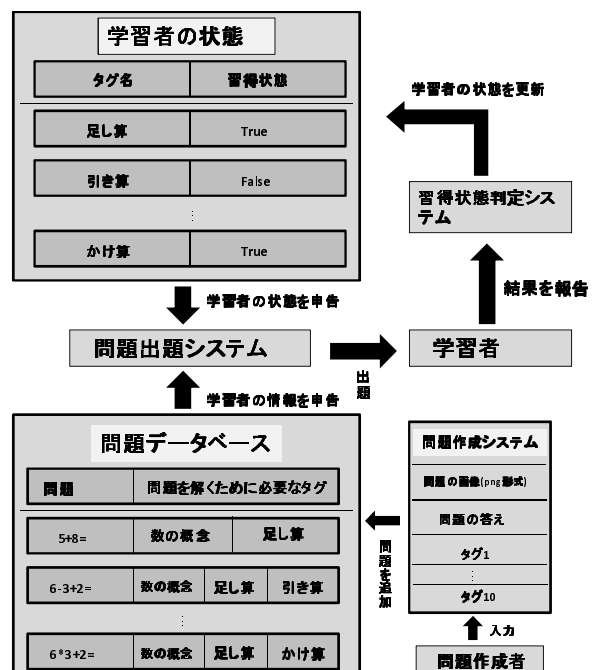 学習者の状態
タグ名 習得状態
足し算 True
引き算 False
⋮
かけ算 True
学習者の状態を更新
習得状態判定シス
テム
結果を報告
学習者の状態を申告
問題出題システム
出題
学習者
学習者の情報を申告
問題データベース
問題 問題を解くために必要なタグ
5+8= 数の概念 足し算
6-3+2= 数の概念 足し算 引き算
⋮
6*3+2= 数の概念 足し算 かけ算
問題を追加
問題作成システム
問題の画像(png形式)
問題の答え
タグ1
⋮
タグ10
入力
問題作成者